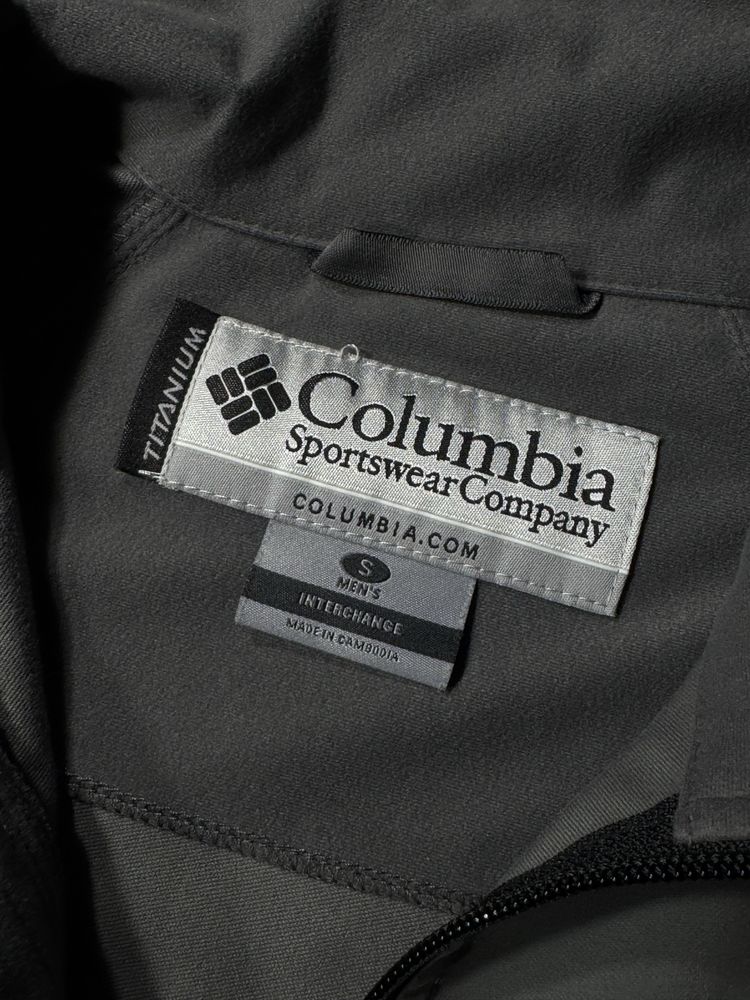 TITANIUM
Columbia
Sportswear Company
COLUMBIA.COM
S
MEN'S
INTERCHANGE
MADE IN CAMBODIA